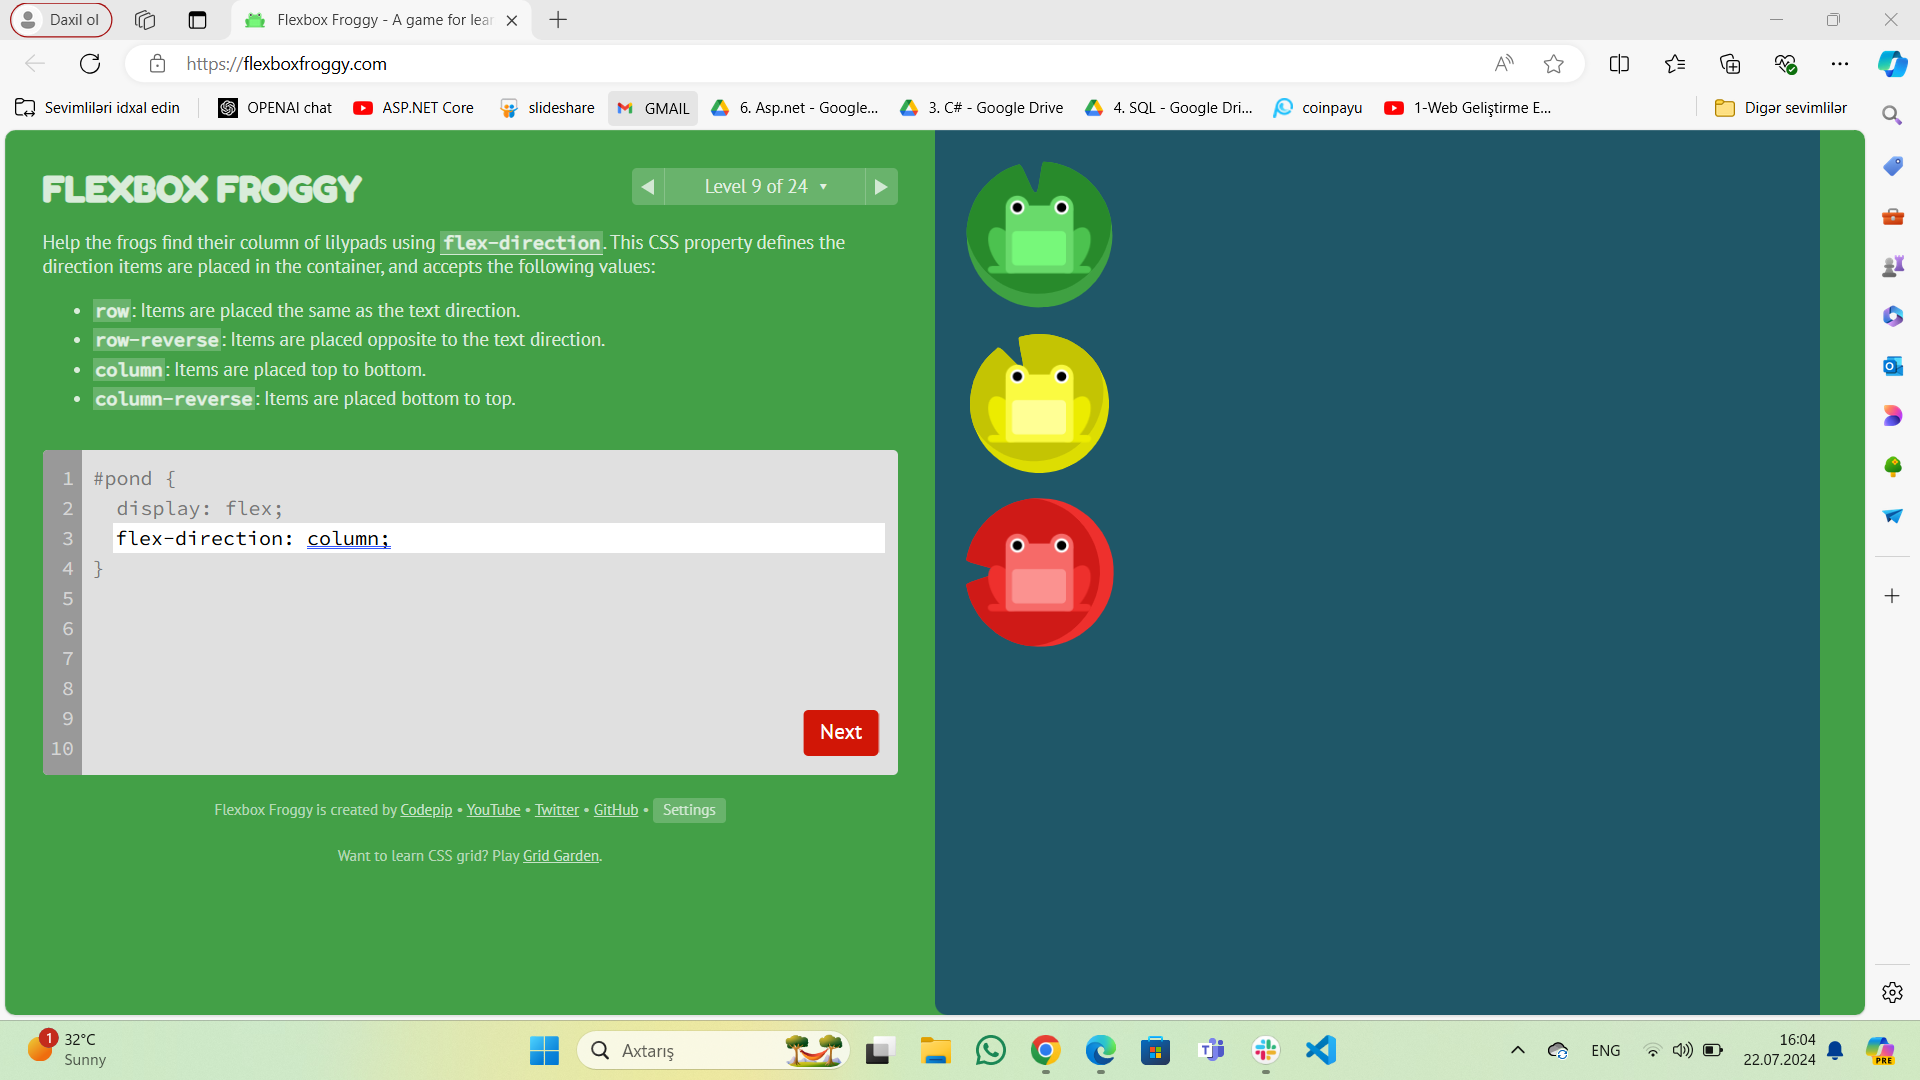 Daxil ol
Flexbox Froggy - A game for lear
https://flexboxfroggy.com
Sevimliləri idxal edin
OPENAI chat
ASP.NET Core
slideshare
GMAIL
6. Asp.net - Google...
3. C# - Google Drive
4. SQL - Google Dri...
coinpayu
1-Web Geliştirme E...
Digər sevimlilər
FLEXBOX FROGGY
Level 9 of 24
Help the frogs find their column of lilypads using flex-direction. This CSS property defines the
direction items are placed in the container, and accepts the following values:
• row: Items are placed the same as the text direction.
• row-reverse: Items are placed opposite to the text direction.
• column: Items are placed top to bottom.
• column-reverse: Items are placed bottom to top.
1 #pond {
2 display: flex;
3 flex-direction: column;
4 }
5
6
7
8
9
10
Next
Flexbox Froggy is created by Codepip • YouTube • Twitter • GitHub • Settings
Want to learn CSS grid? Play Grid Garden.
1
32°C
Sunny
Axtarış
ENG
16:04
22.07.2024
PRE